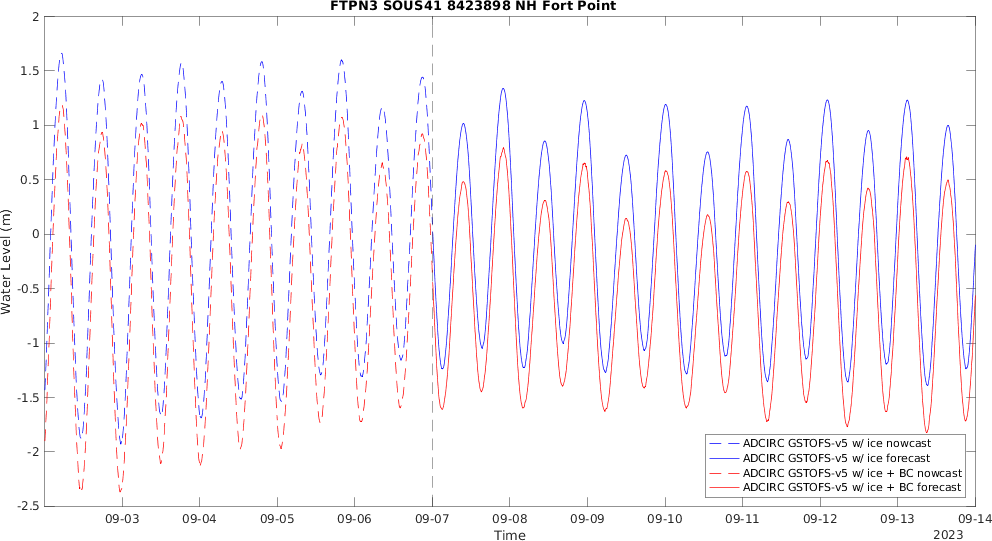 FTPN3 SOUS41 8423898 NH Fort Point
Water Level (m)
2
1.5
1
0.5
0
-0.5
-1
-1.5
-2
-2.5
ADCIRC GSTOFS-v5 w/ ice nowcast
ADCIRC GSTOFS-v5 w/ ice forecast
ADCIRC GSTOFS-v5 w/ ice + BC nowcast
ADCIRC GSTOFS-v5 w/ ice + BC forecast
09-03 09-04 09-05 09-06 09-07 09-08 09-09 09-10 09-11 09-12 09-13 09-14
Time
2023